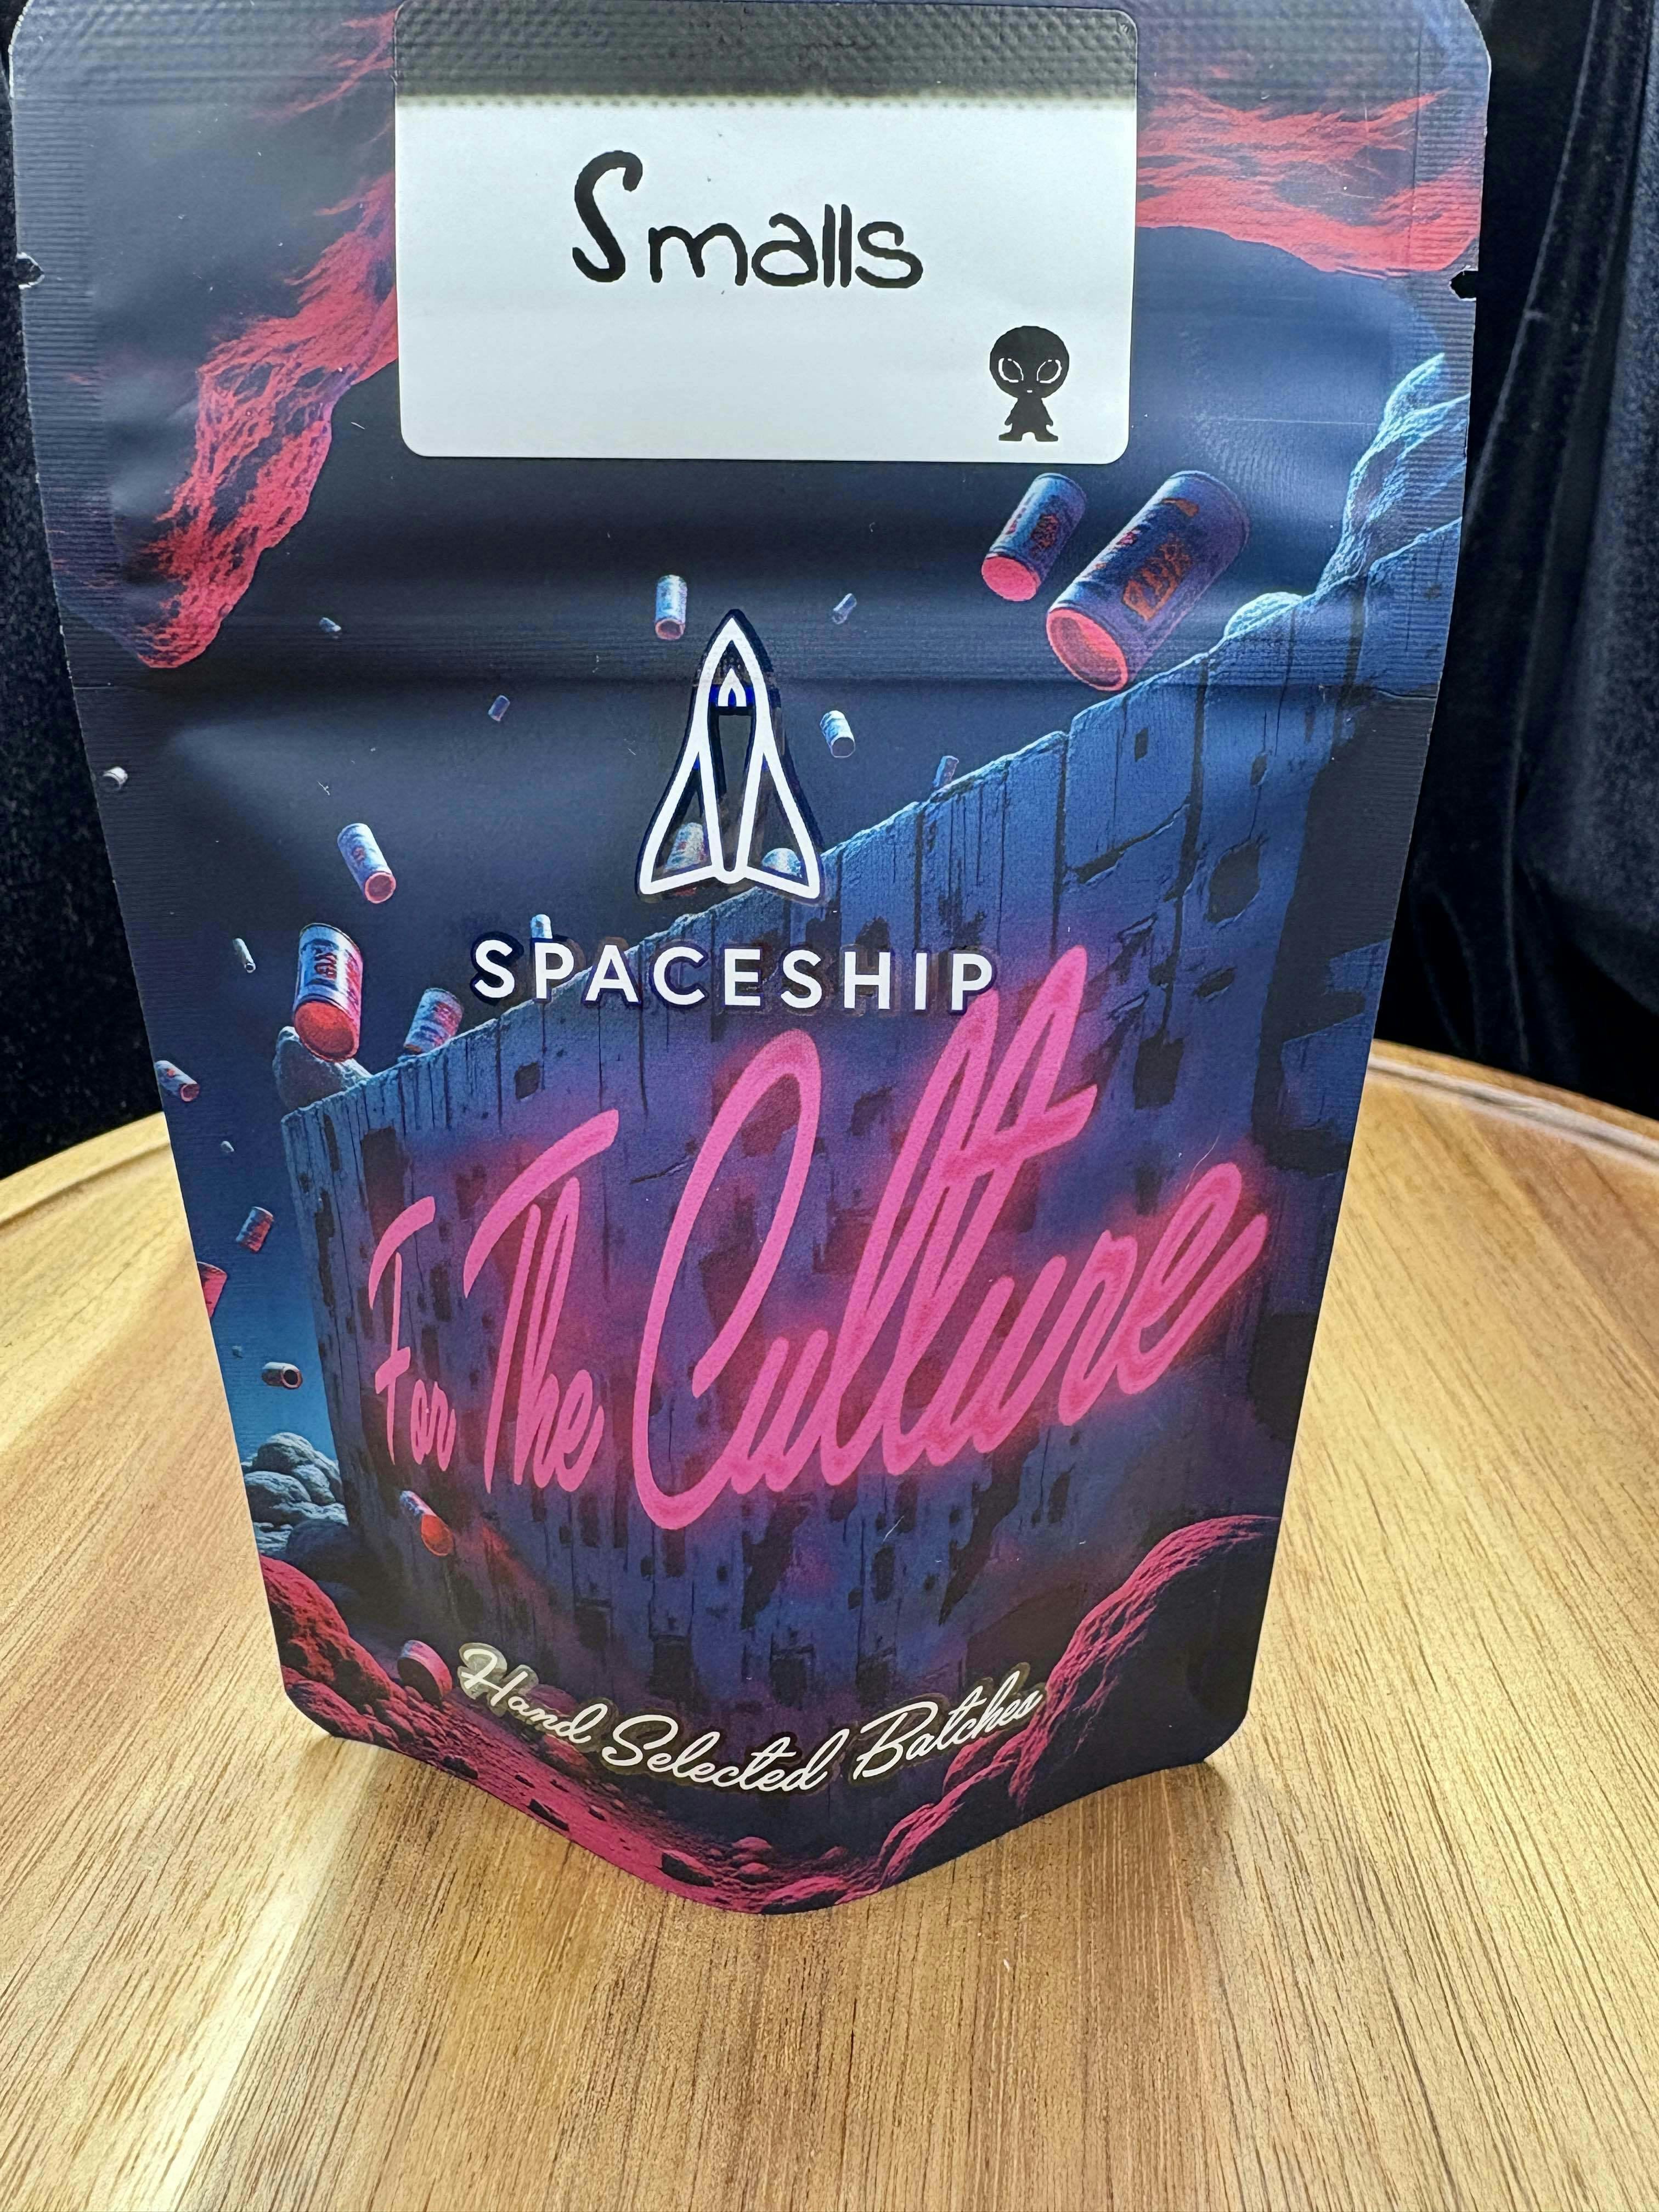 Smalls
SPACESHIP
For The Culture
Hand Selected Batches